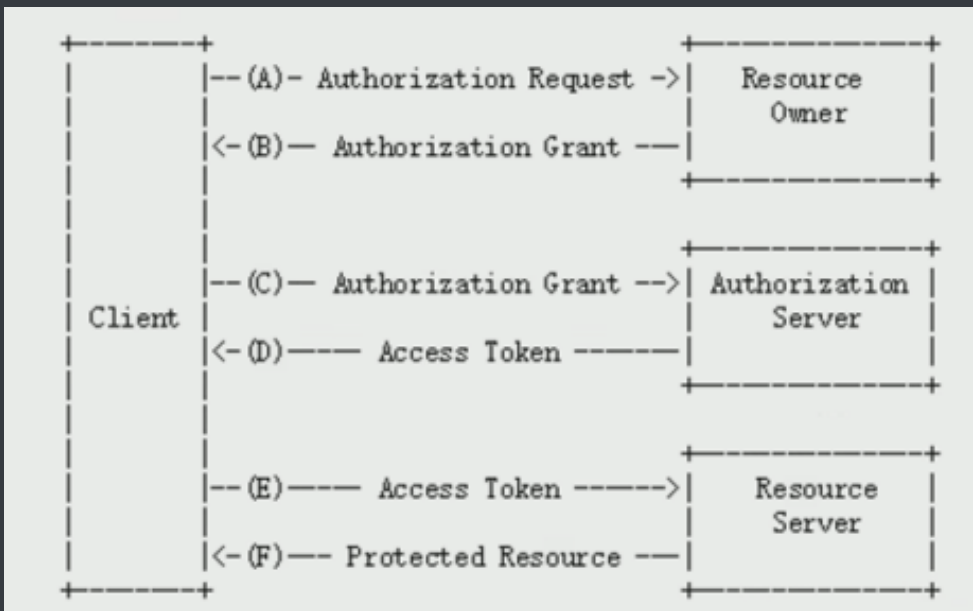 (A) Authorization Request -> Resource
Owner
<-(B) Authorization Grant
(C) Authorization Grant --> Authorization
Client Server
<-(D) Access Token
(E) Access Token ----> Resource
Server
<-(F) Protected Resource